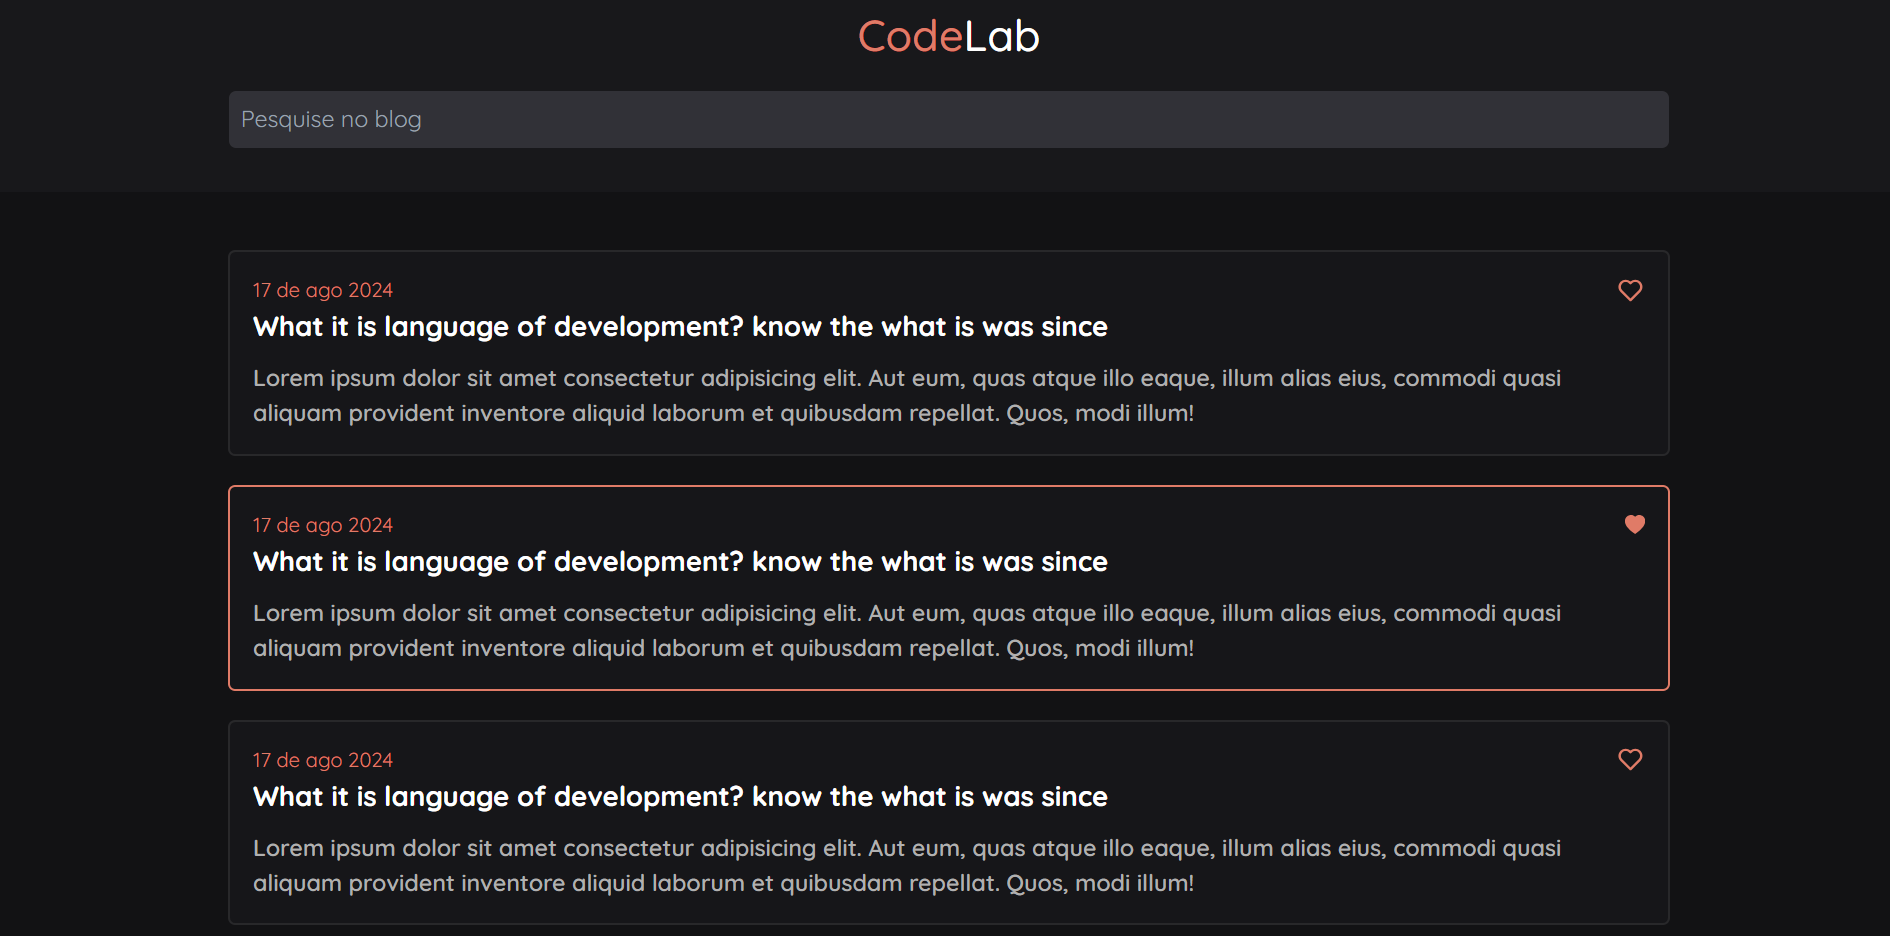 CodeLab
Pesquise no blog
17 de ago 2024
What it is language of development? know the what is was since
Lorem ipsum dolor sit amet consectetur adipisicing elit. Aut eum, quas atque illo eaque, illum alias eius, commodi quasi
aliquam provident inventore aliquid laborum et quibusdam repellat. Quos, modi illum!
17 de ago 2024
What it is language of development? know the what is was since
Lorem ipsum dolor sit amet consectetur adipisicing elit. Aut eum, quas atque illo eaque, illum alias eius, commodi quasi
aliquam provident inventore aliquid laborum et quibusdam repellat. Quos, modi illum!
17 de ago 2024
What it is language of development? know the what is was since
Lorem ipsum dolor sit amet consectetur adipisicing elit. Aut eum, quas atque illo eaque, illum alias eius, commodi quasi
aliquam provident inventore aliquid laborum et quibusdam repellat. Quos, modi illum!